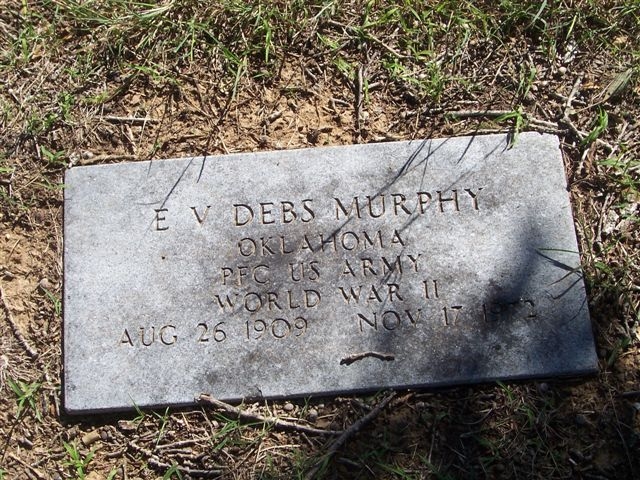 E V DEBS MURPHY
OKLAHOMA
PFC US ARMY
WORLD WAR II
AUG 26 1909 NOV 17 1972